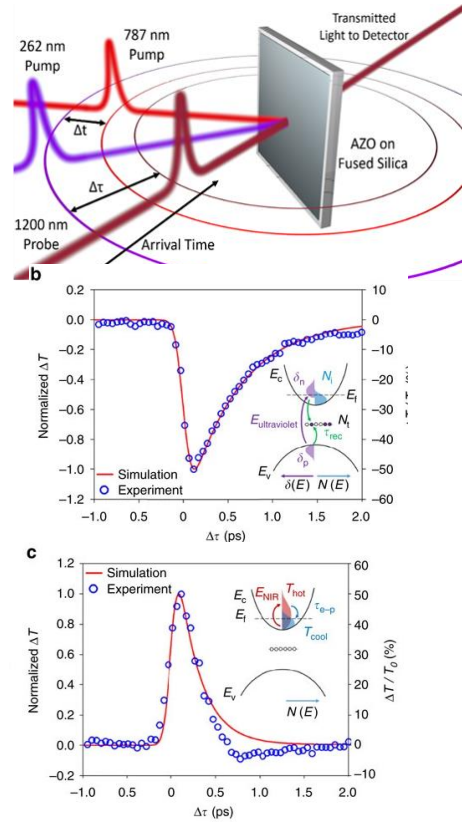 787 nm
Pump
262 nm
Pump
Transmitted
Light to Detector
Δt
Δτ
AZO on
Fused Silica
1200 nm
Probe
Arrival Time
b
Normalized ΔT
0.2
0.0
−0.2
−0.4
−0.6
−0.8
−1.0
−1.2
10
0
−10
−20
−30
−40
−50
−60
Simulation
Experiment
E_c
δ_n
N_i
E_f
E_ultraviolet
N_t
τ_rec
δ_p
E_v
δ(E)
N(E)
−1.0
−0.5
0
0.5
1.0
1.5
2.0
Δτ (ps)
c
Normalized ΔT
1.2
1.0
0.8
0.6
0.4
0.2
0.0
−0.2
ΔT/T₀ (%)
60
50
40
30
20
10
0
−10
Simulation
Experiment
E_c
E_NIR
T_hot
τ_e–p
E_f
T_cool
E_v
N(E)
−1.0
−0.5
0
0.5
1.0
1.5
2.0
Δτ (ps)